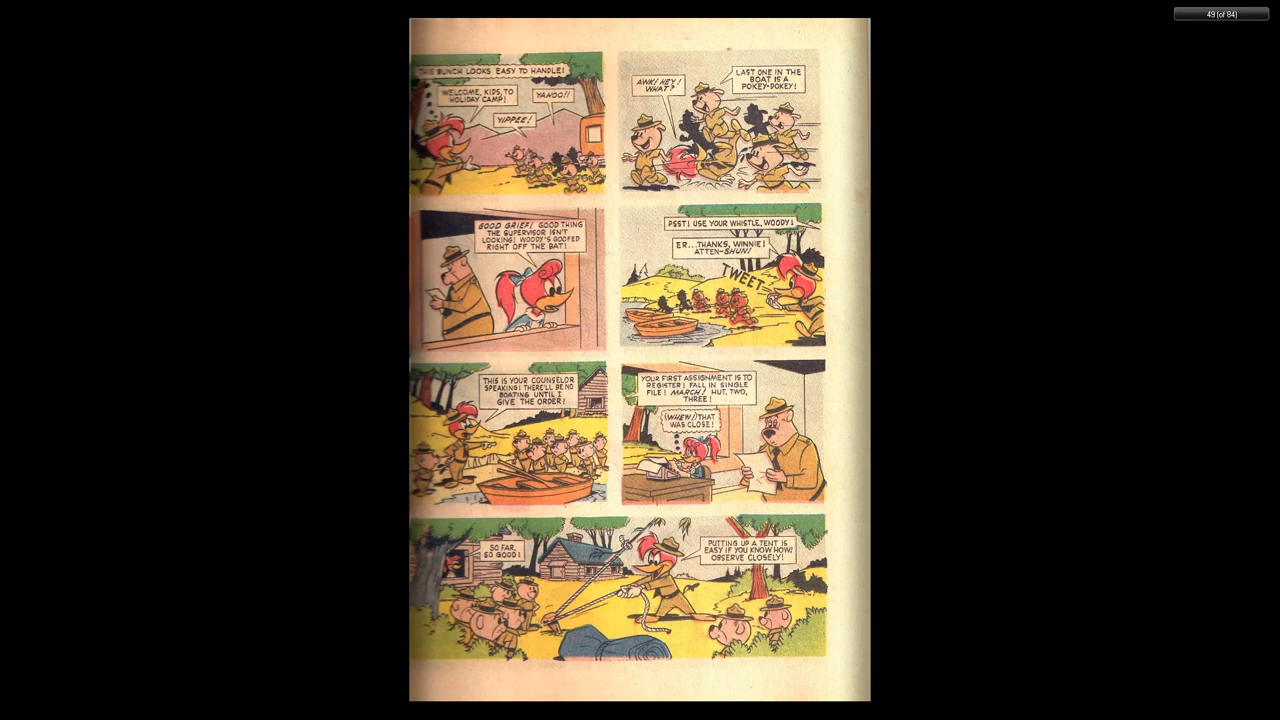 49 (of 84)
THIS BUNCH LOOKS EASY TO HANDLE!
WELCOME, KIDS, TO
HOLIDAY CAMP!
YAHOO!!
YIPPEE!
AWK! HEY!
WHAT?
LAST ONE IN THE
BOAT IS A
POKEY-DOKEY!
GOOD GRIEF! GOOD THING
THE SUPERVISOR ISN'T
LOOKING! WOODY'S GOOFED
RIGHT OFF THE BAT!
PSST! USE YOUR WHISTLE, WOODY!
ER...THANKS, WINNIE!
ATTEN-SHUN!
TWEET
THIS IS YOUR COUNSELOR
SPEAKING! THERE'LL BE NO
BOATING UNTIL I
GIVE THE ORDER!
YOUR FIRST ASSIGNMENT IS TO
REGISTER! FALL IN SINGLE
FILE! MARCH! HUT, TWO,
THREE!
(WHEW!) THAT
WAS CLOSE!
SO FAR,
SO GOOD!
PUTTING UP A TENT IS
EASY IF YOU KNOW HOW!
OBSERVE CLOSELY!